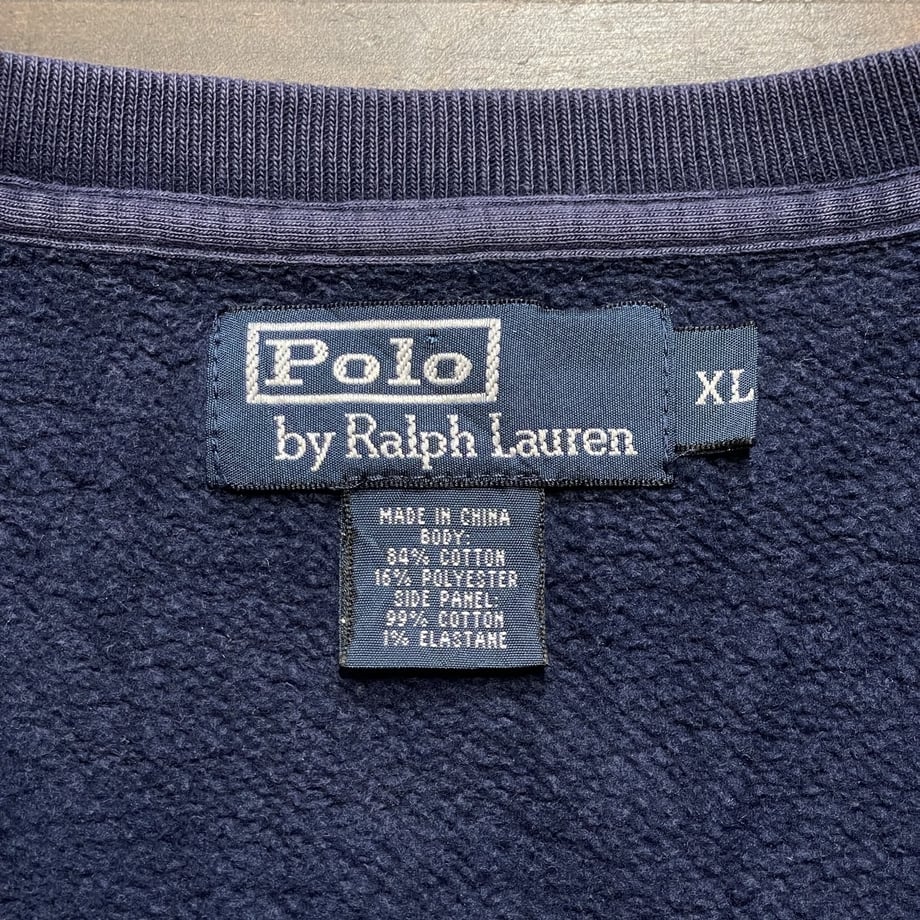 Polo
by Ralph Lauren
XL
MADE IN CHINA
BODY:
84% COTTON
16% POLYESTER
SIDE PANEL:
99% COTTON
1% ELASTANE